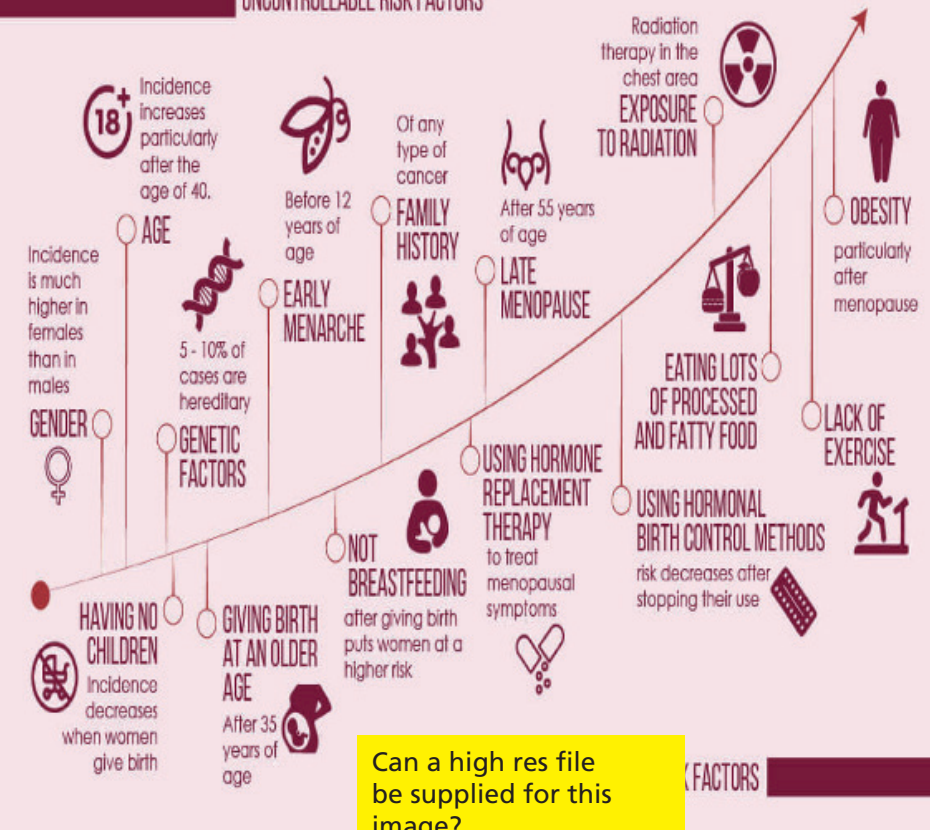 UNCONTROLLABLE RISK FACTORS
Incidence
is much
higher in
females
than in
males
GENDER
18+
Incidence
increases
particularly
after the
age of 40.
AGE
5 - 10% of
cases are
hereditary
GENETIC
FACTORS
Before 12
years of
age
EARLY
MENARCHE
Of any
type of
cancer
FAMILY
HISTORY
After 55 years
of age
LATE
MENOPAUSE
Radiation
therapy in the
chest area
EXPOSURE
TO RADIATION
HAVING NO
CHILDREN
Incidence
decreases
when women
give birth
GIVING BIRTH
AT AN OLDER
AGE
After 35
years of
age
NOT
BREASTFEEDING
after giving birth
puts women at a
higher risk
USING HORMONE
REPLACEMENT
THERAPY
to treat
menopausal
symptoms
USING HORMONAL
BIRTH CONTROL METHODS
risk decreases after
stopping their use
EATING LOTS
OF PROCESSED
AND FATTY FOOD
LACK OF
EXERCISE
OBESITY
particularly
after
menopause
Can a high res file
be supplied for this
image?
FACTORS